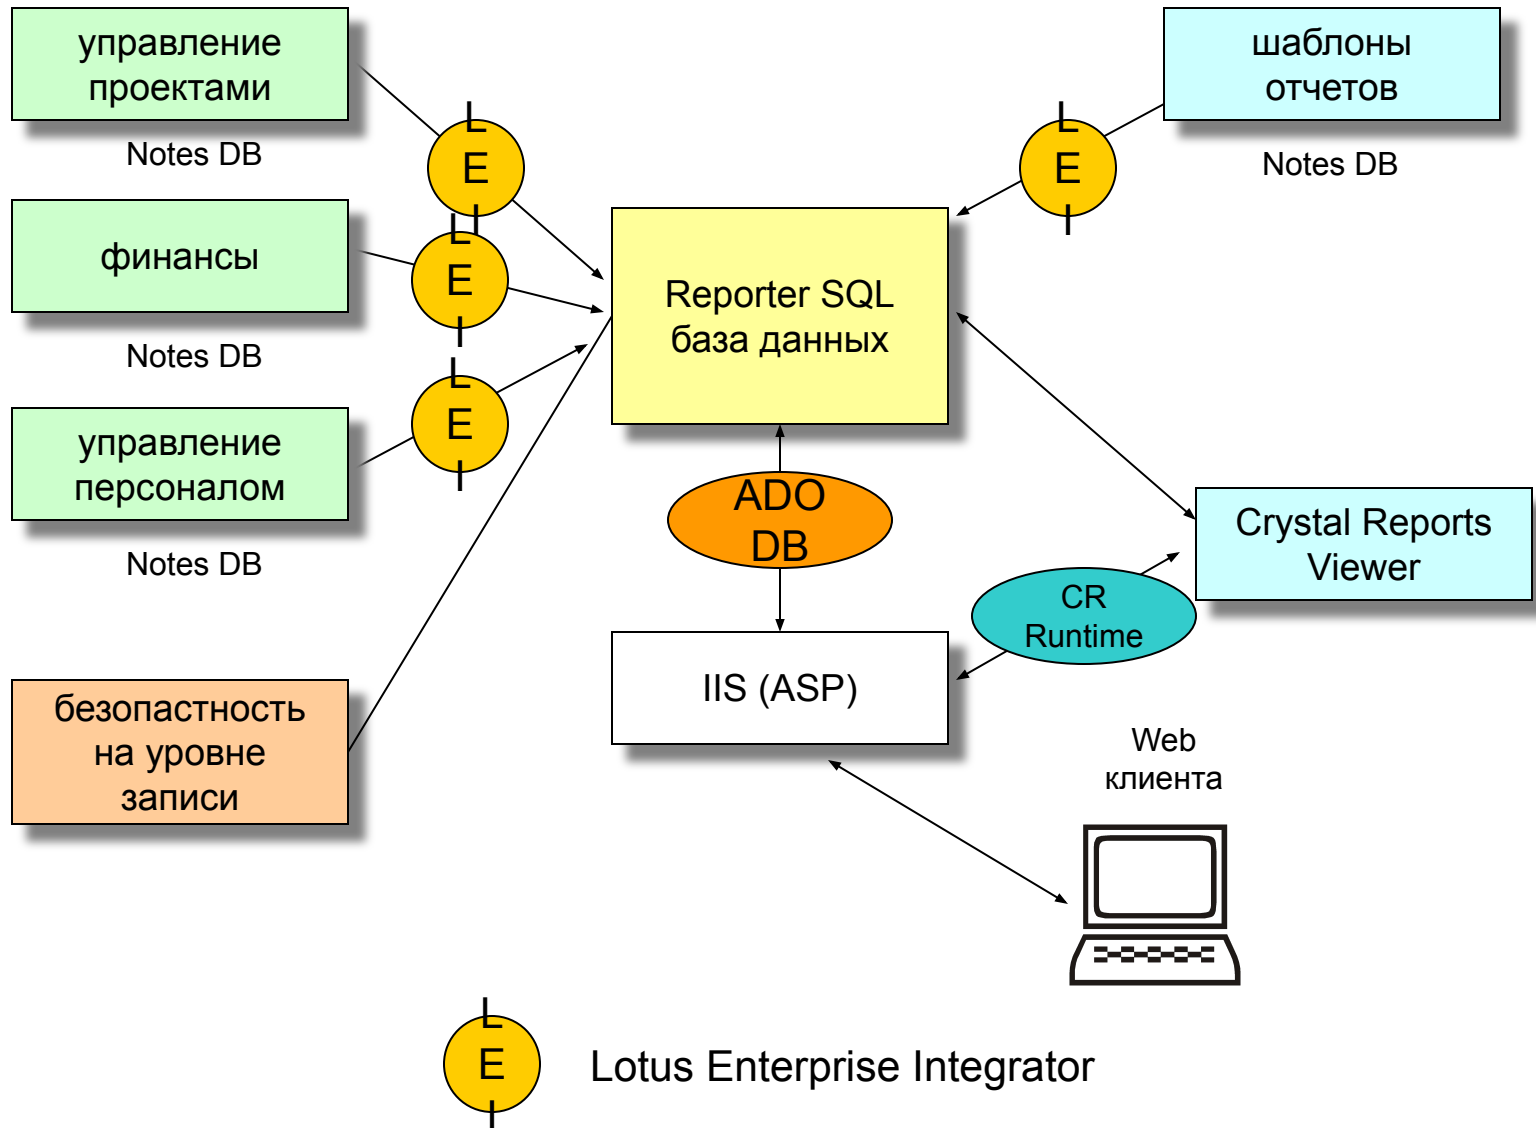 управление
проектами
Notes DB
L
E
I
финансы
Notes DB
L
E
I
управление
персоналом
Notes DB
L
E
I
безопастность
на уровне
записи
шаблоны
отчетов
Notes DB
L
E
I
Reporter SQL
база данных
ADO
DB
IIS (ASP)
CR
Runtime
Crystal Reports
Viewer
Web
клиента
L
E
I
Lotus Enterprise Integrator